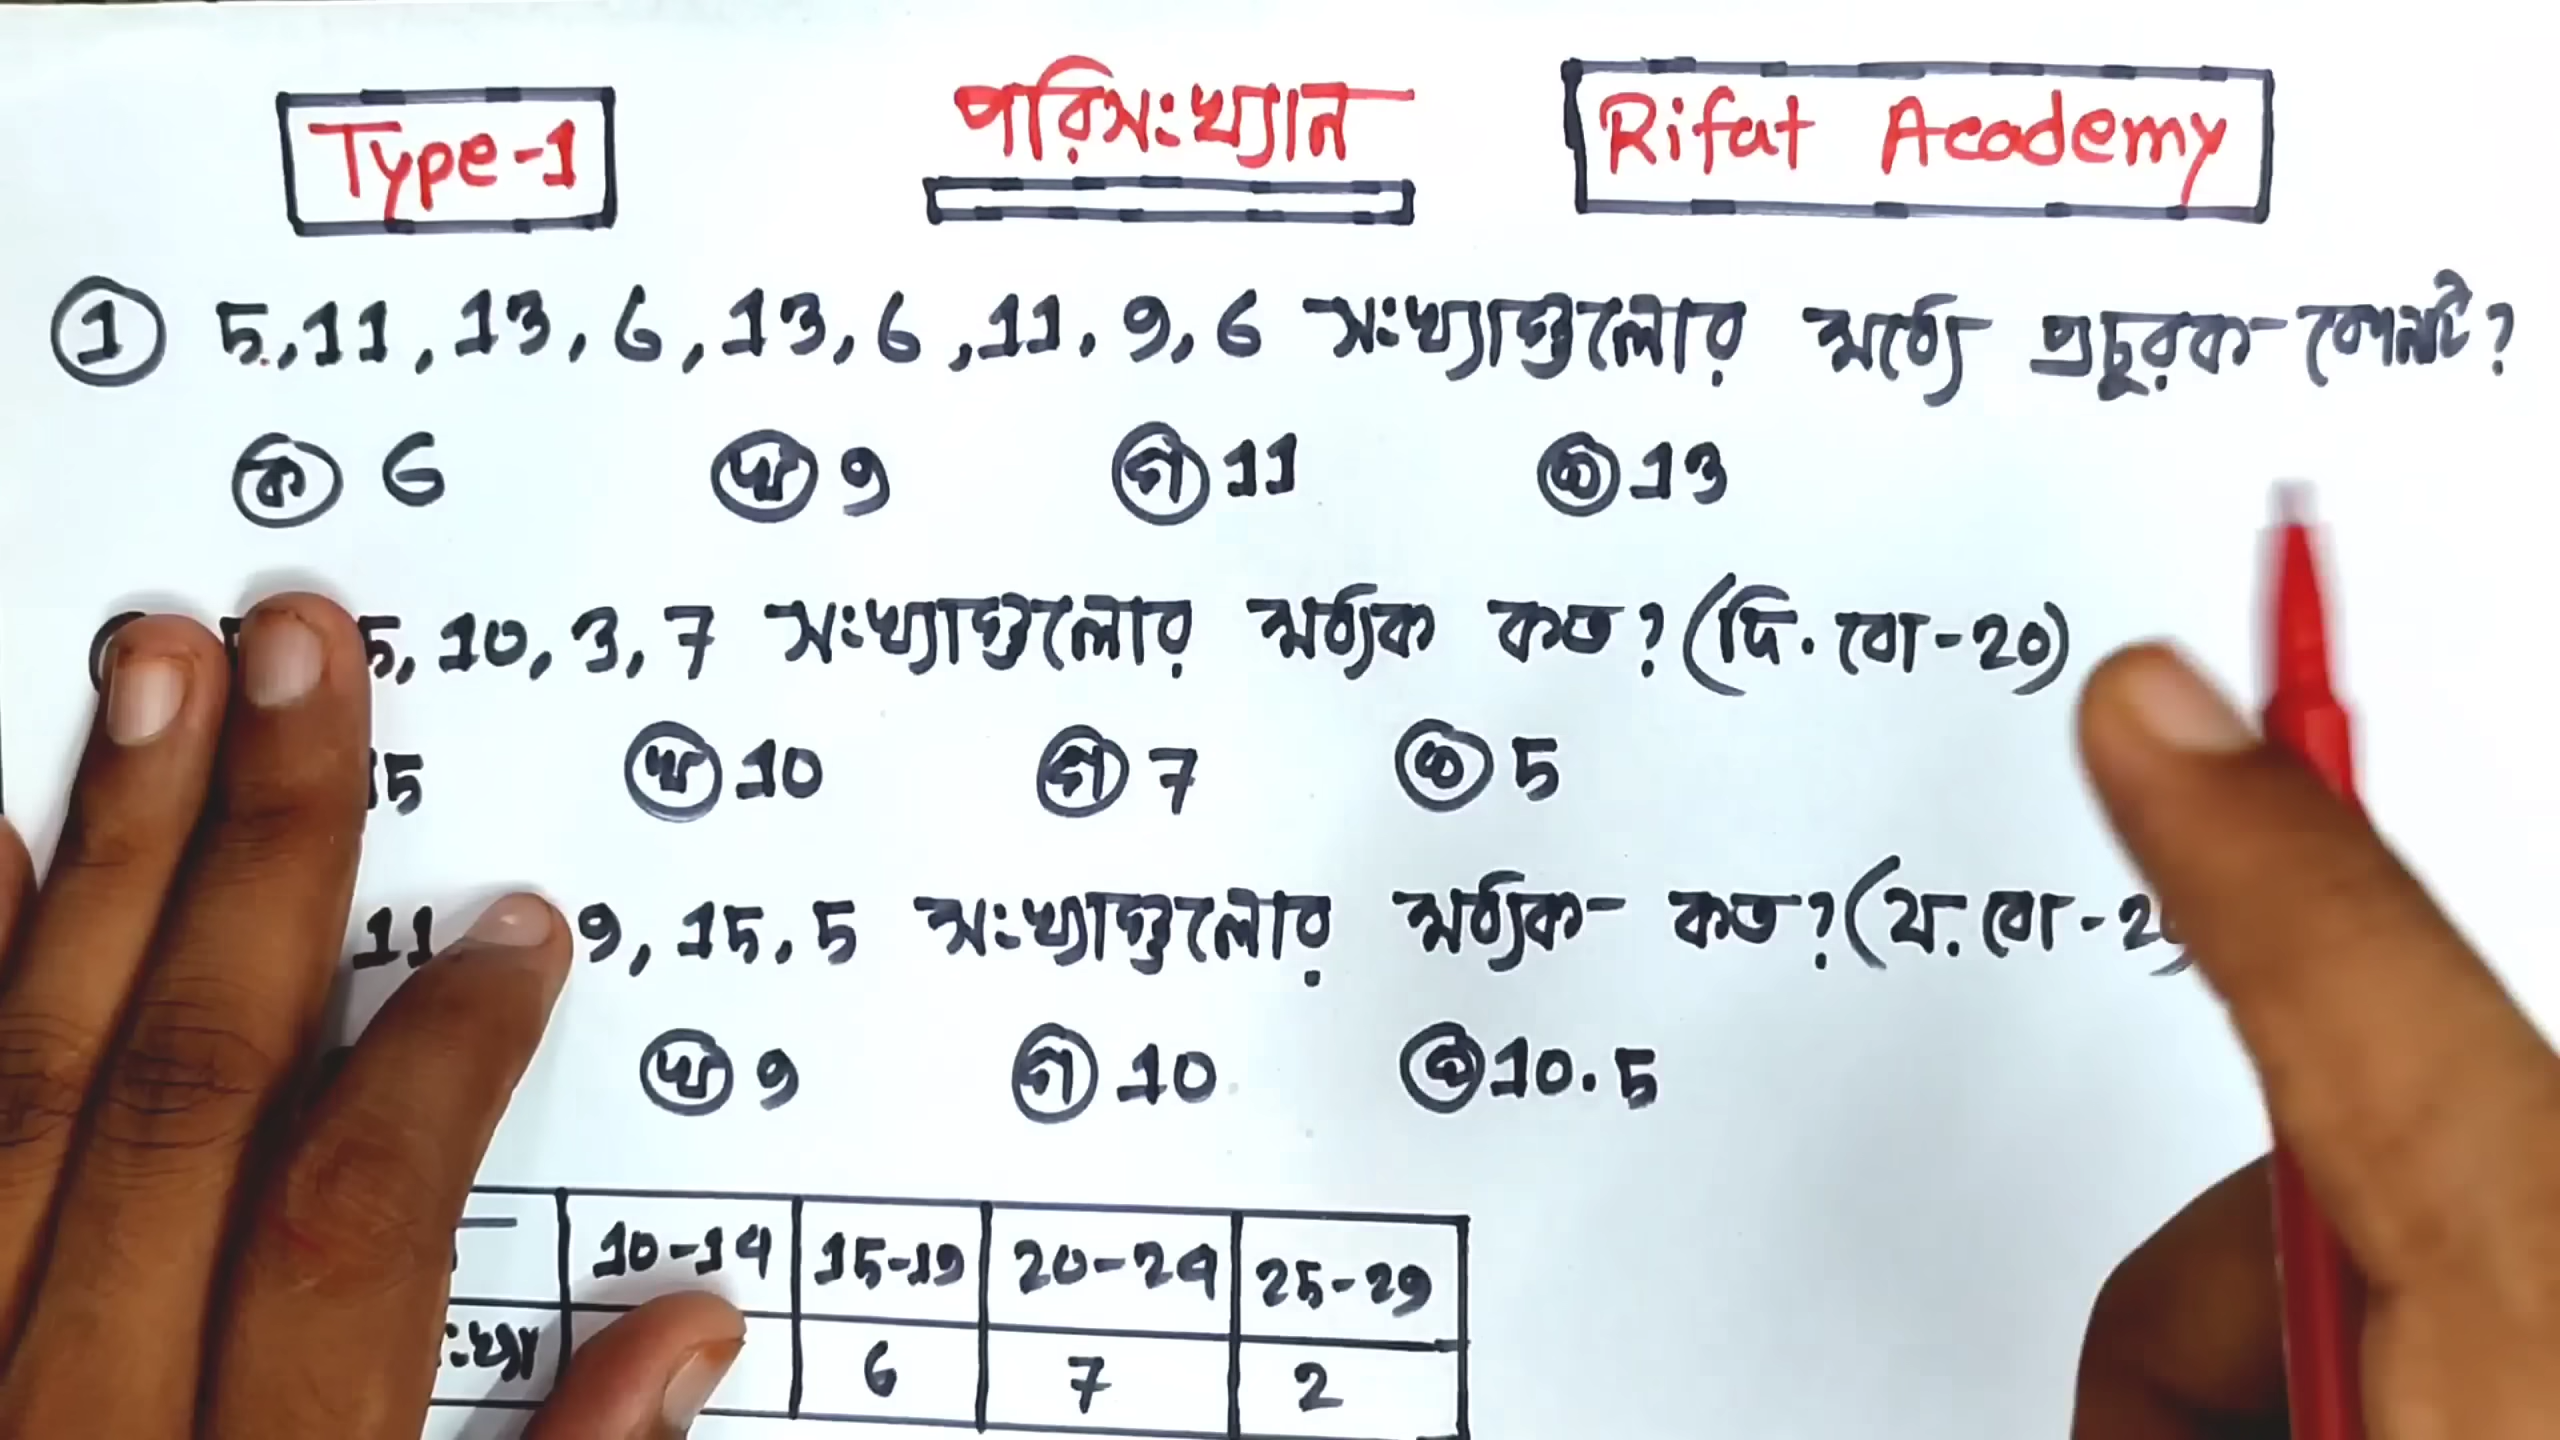 Type-1 পরিসংখ্যান Rifat Academy
① 5, 11, 13, 6, 13, 6, 11, 9, 6 সংখ্যাগুলোর মধ্যে প্রচুরক কোনটি?
ক 6 খ 9 গ 11 ঘ 13
5, 10, 3, 7 সংখ্যাগুলোর মধ্যক কত? (দি. বো-20)
15 খ 10 গ 7 ঘ 5
11 9, 15, 5 সংখ্যাগুলোর মধ্যক কত? (য. বো-2
খ 9 গ 10 ঘ 10.5
10-14 15-19 20-24 25-29
ংখ্যা 6 7 2